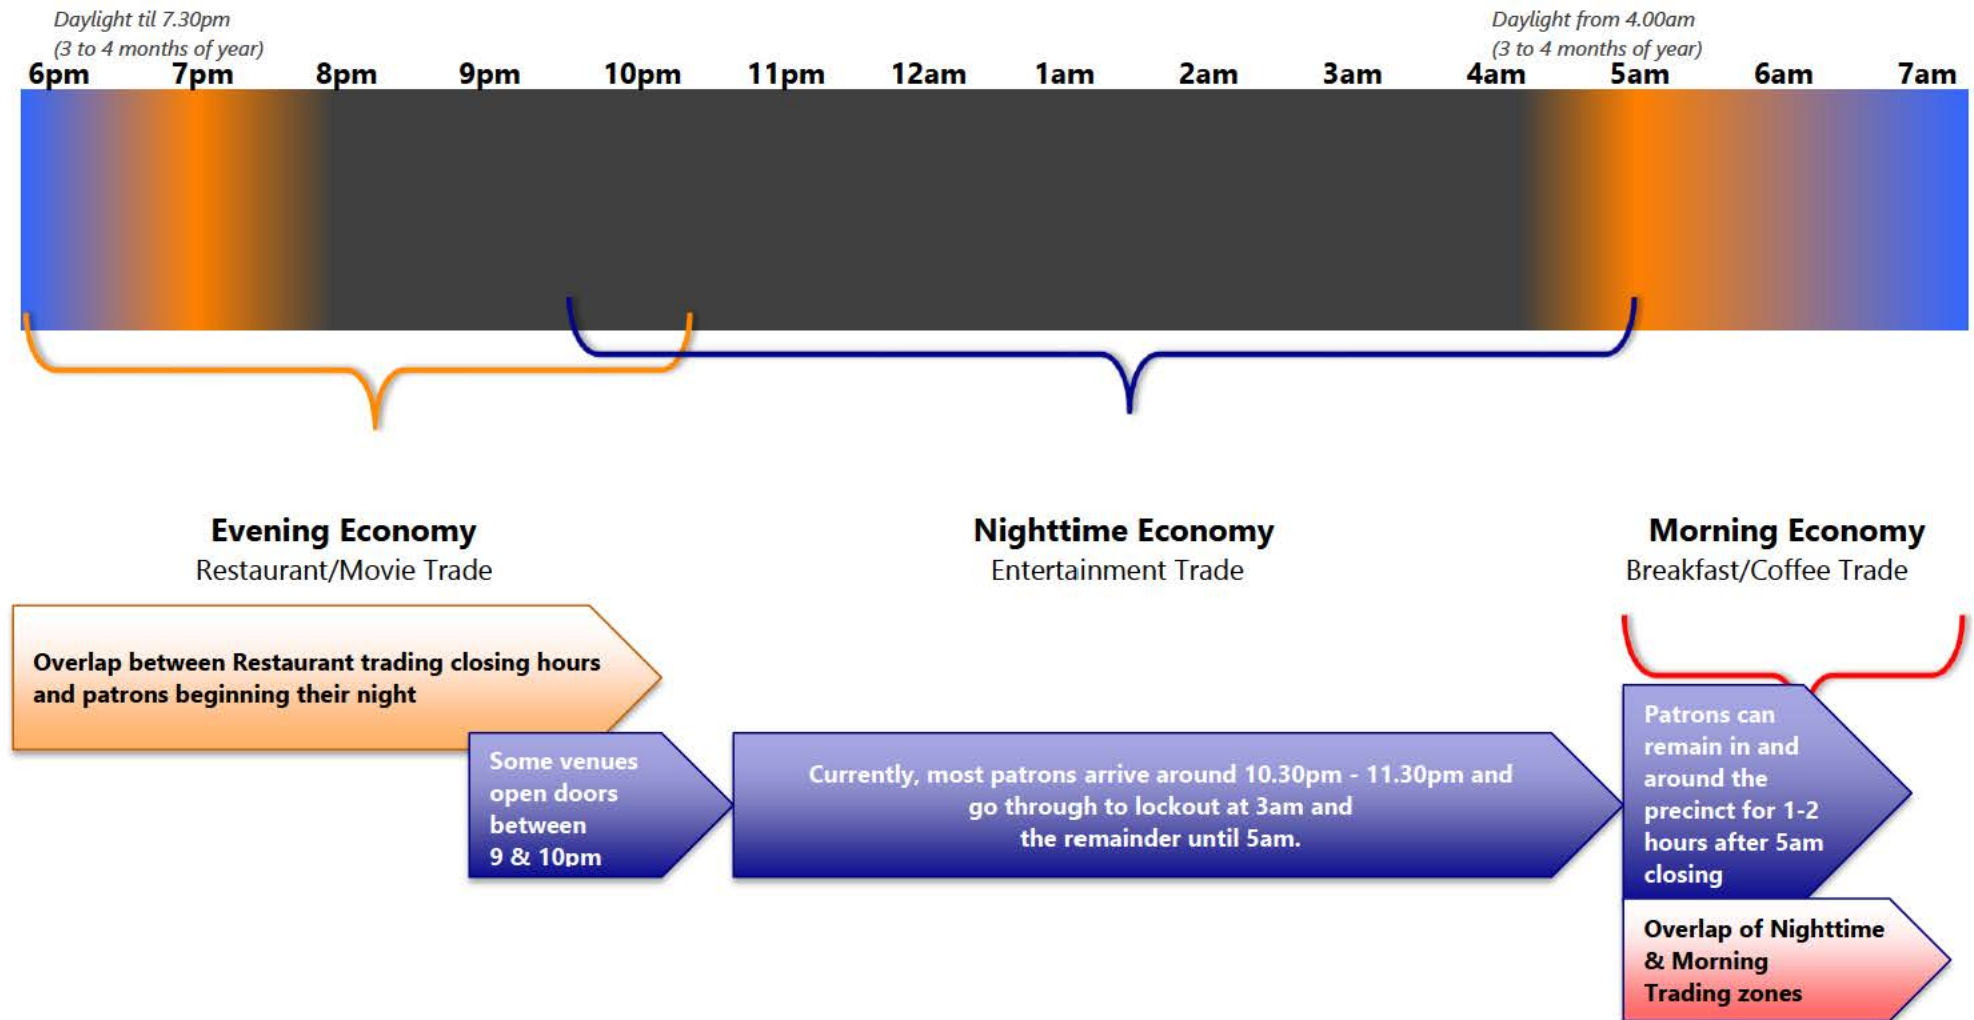 Daylight til 7.30pm
(3 to 4 months of year)
Daylight from 4.00am
(3 to 4 months of year)
6pm 7pm 8pm 9pm 10pm 11pm 12am 1am 2am 3am 4am 5am 6am 7am
Evening Economy
Restaurant/Movie Trade
Nighttime Economy
Entertainment Trade
Morning Economy
Breakfast/Coffee Trade
Overlap between Restaurant trading closing hours
and patrons beginning their night
Some venues
open doors
between
9 & 10pm
Currently, most patrons arrive around 10.30pm - 11.30pm and
go through to lockout at 3am and
the remainder until 5am.
Patrons can
remain in and
around the
precinct for 1-2
hours after 5am
closing
Overlap of Nighttime
& Morning
Trading zones